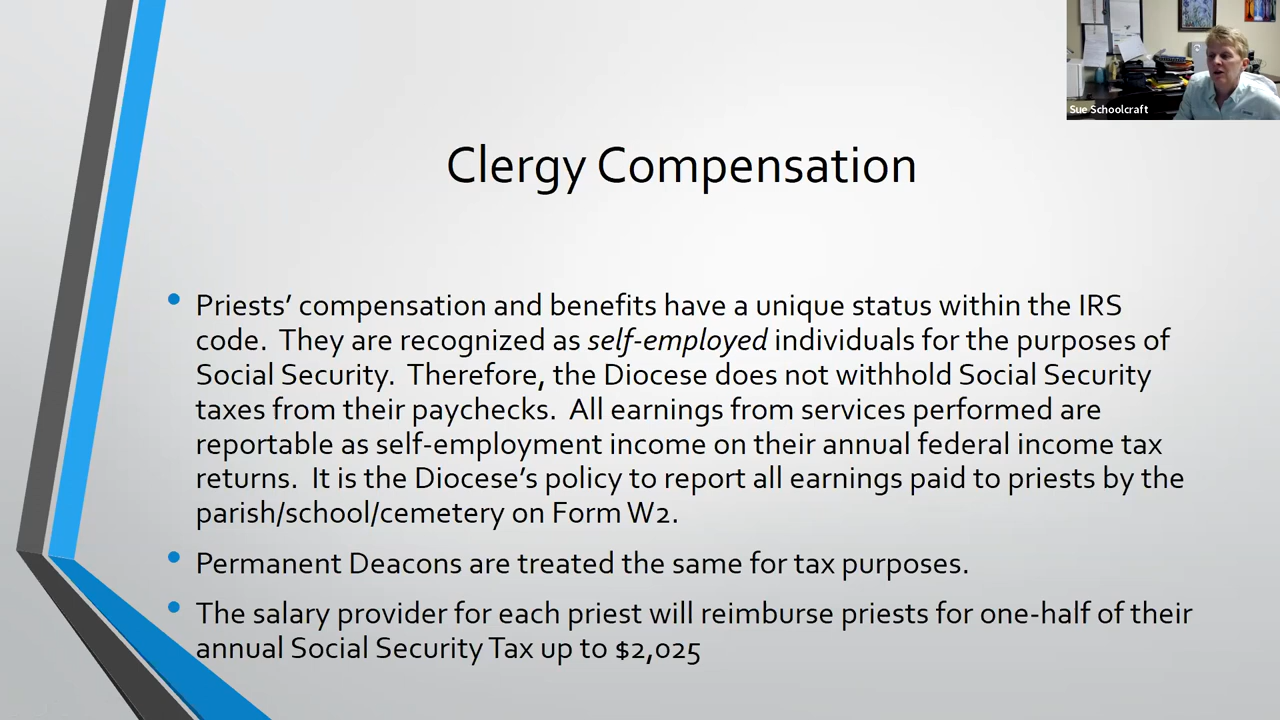 Sue Schoolcraft
Clergy Compensation
• Priests’ compensation and benefits have a unique status within the IRS
code.  They are recognized as self-employed individuals for the purposes of
Social Security.  Therefore, the Diocese does not withhold Social Security
taxes from their paychecks.  All earnings from services performed are
reportable as self-employment income on their annual federal income tax
returns.  It is the Diocese’s policy to report all earnings paid to priests by the
parish/school/cemetery on Form W2.
• Permanent Deacons are treated the same for tax purposes.
• The salary provider for each priest will reimburse priests for one-half of their
annual Social Security Tax up to $2,025